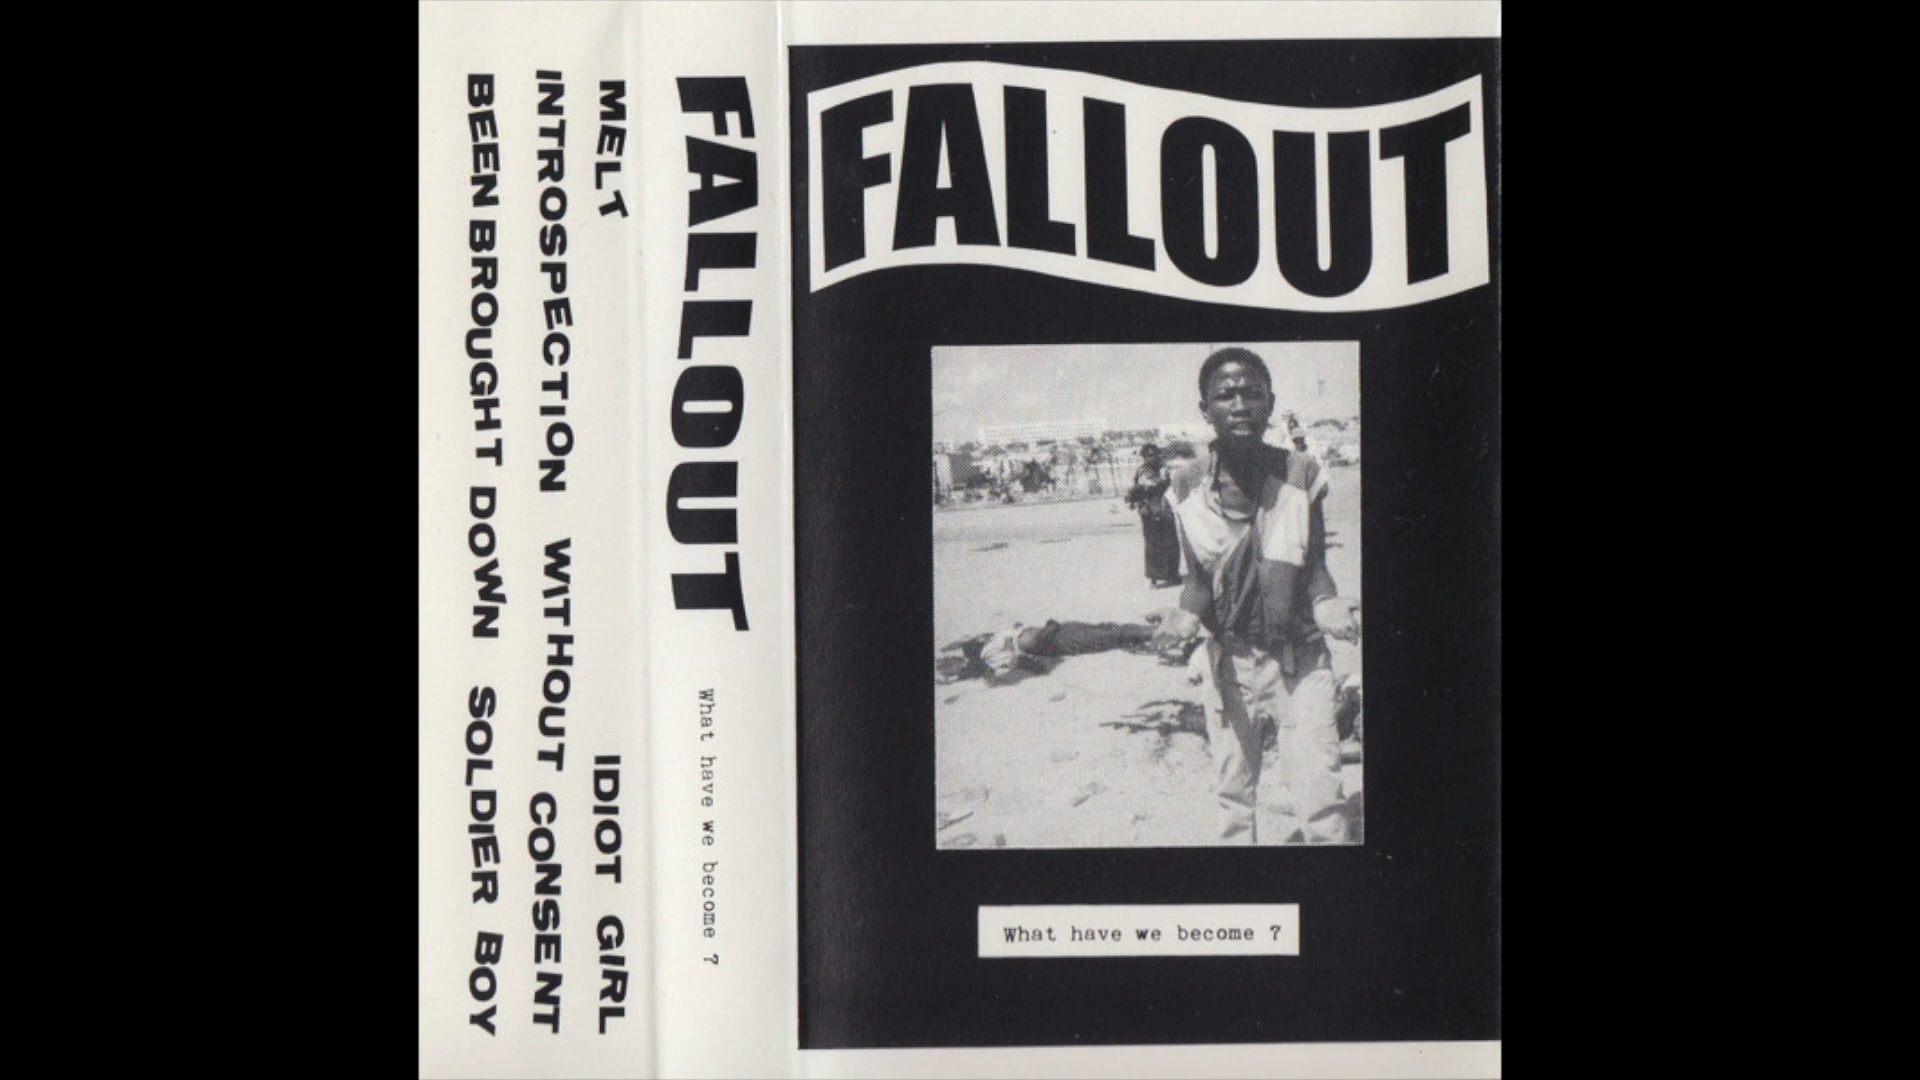 MELT IDIOT GIRL
INTROSPECTION WITHOUT CONSENT
BEEN BROUGHT DOWN SOLDIER BOY
FALLOUT What have we become ?
FALLOUT
What have we become ?